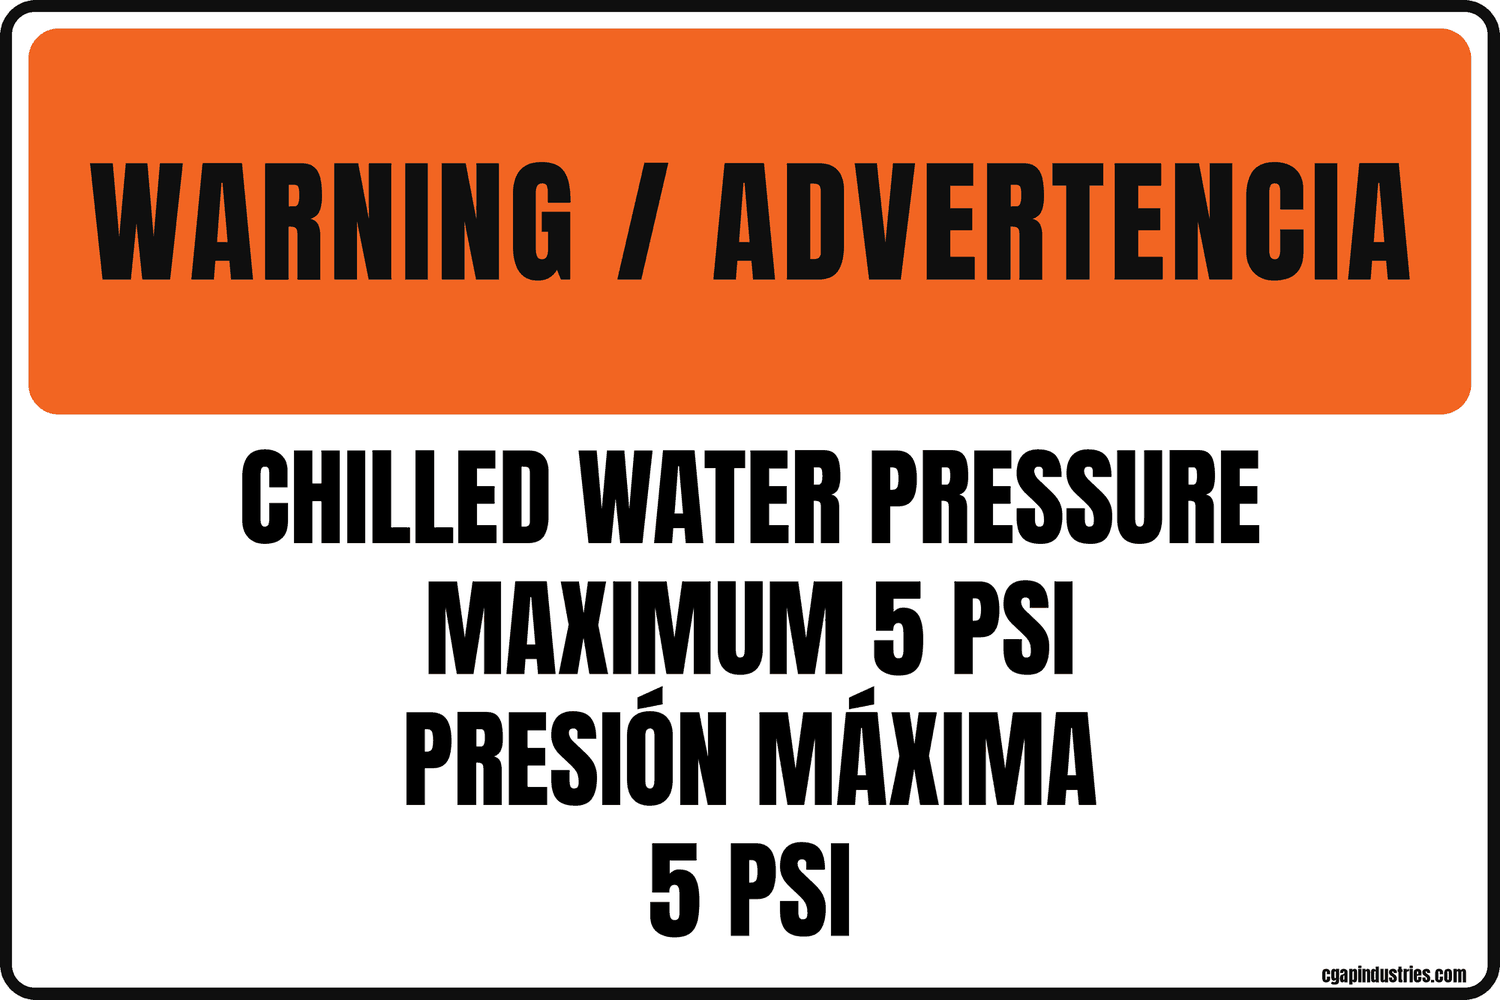 WARNING / ADVERTENCIA
CHILLED WATER PRESSURE
MAXIMUM 5 PSI
PRESIÓN MÁXIMA
5 PSI
cgapindustries.com